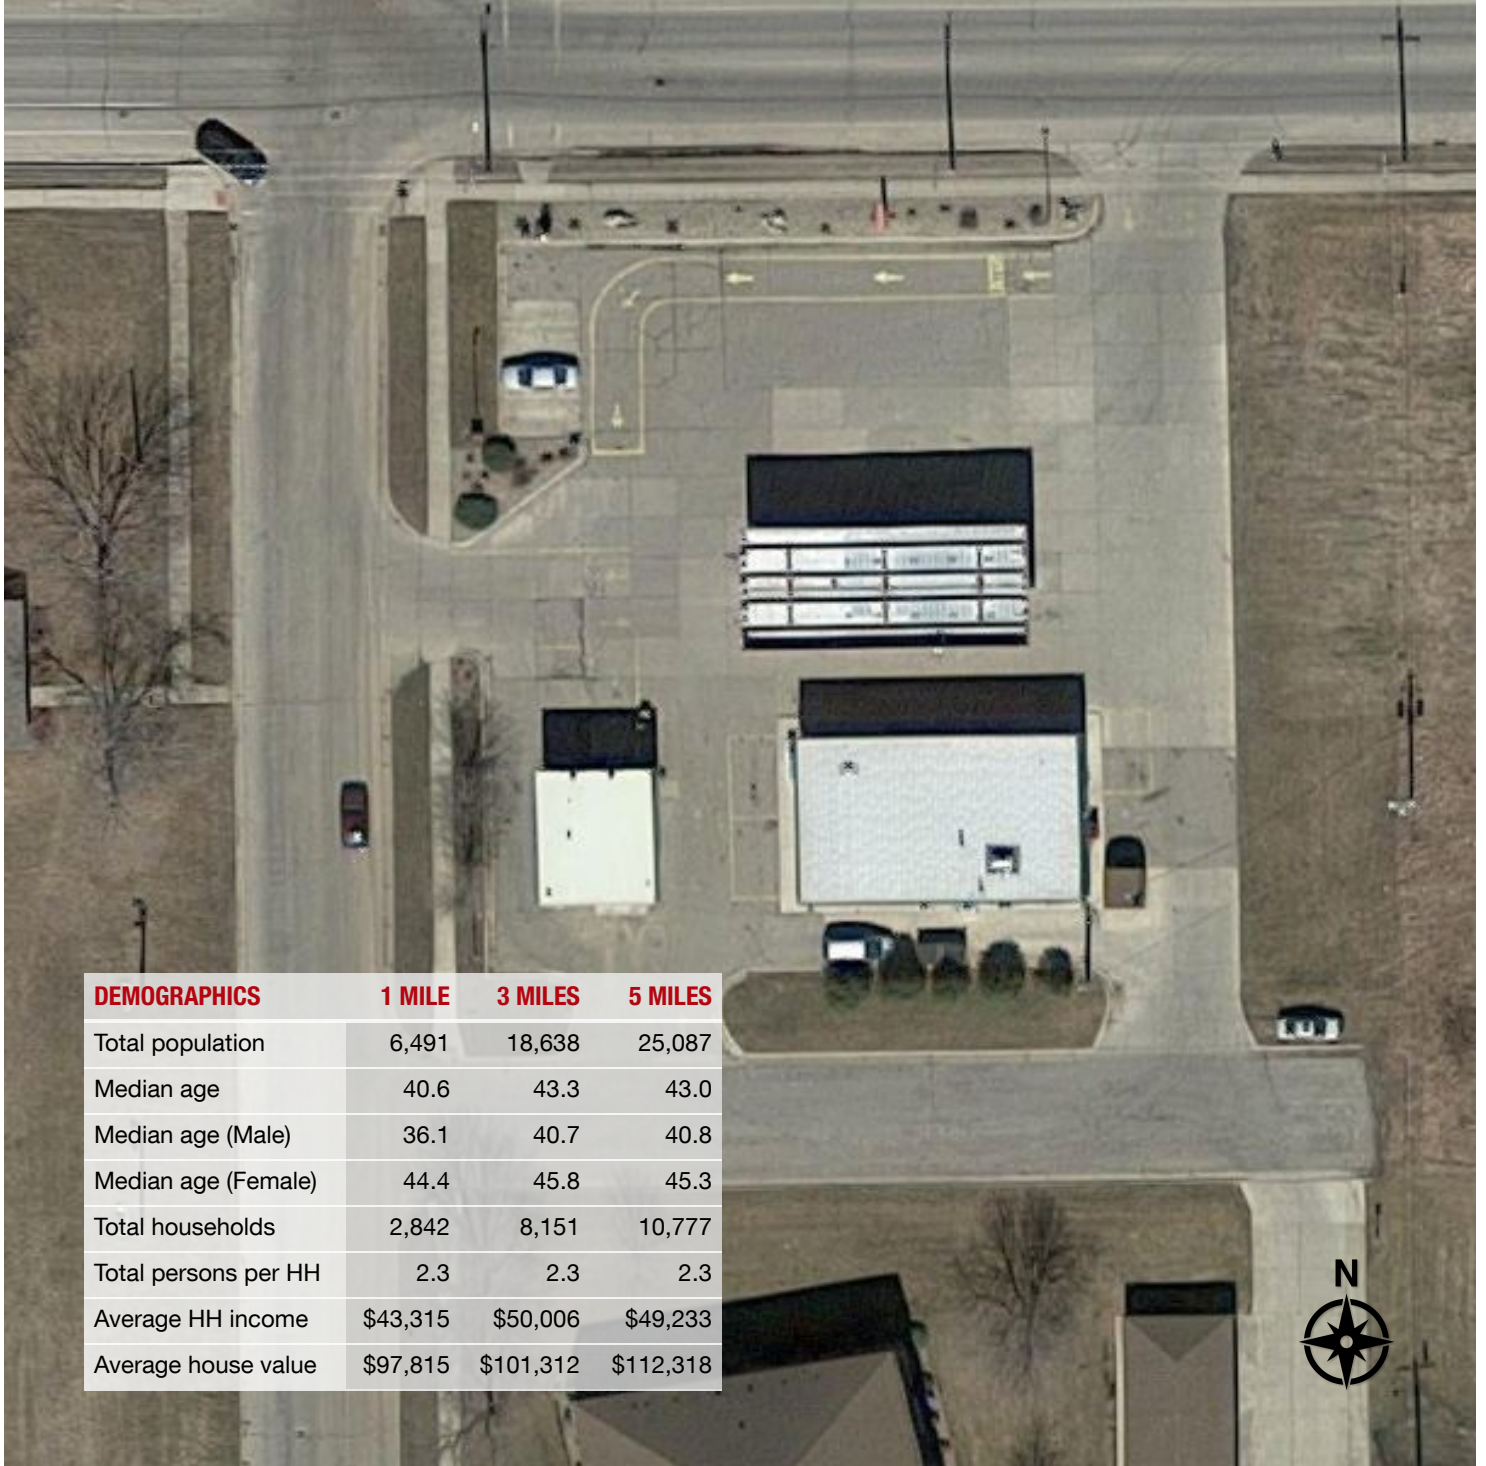 DEMOGRAPHICS 1 MILE 3 MILES 5 MILES
Total population 6,491 18,638 25,087
Median age 40.6 43.3 43.0
Median age (Male) 36.1 40.7 40.8
Median age (Female) 44.4 45.8 45.3
Total households 2,842 8,151 10,777
Total persons per HH 2.3 2.3 2.3
Average HH income $43,315 $50,006 $49,233
Average house value $97,815 $101,312 $112,318
N